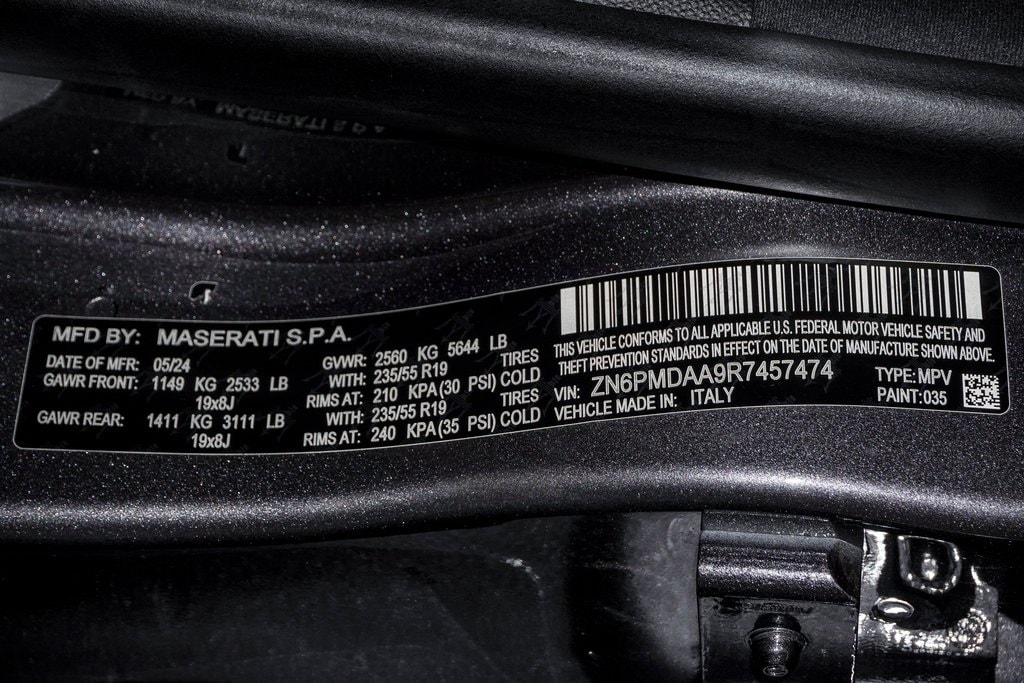 MFD BY: MASERATI S.P.A.
DATE OF MFR: 05/24 GVWR: 2560 KG 5644 LB
GAWR FRONT: 1149 KG 2533 LB WITH: 235/55 R19 TIRES
19x8J RIMS AT: 210 KPA(30 PSI) COLD
GAWR REAR: 1411 KG 3111 LB WITH: 235/55 R19 TIRES
19x8J RIMS AT: 240 KPA(35 PSI) COLD
THIS VEHICLE CONFORMS TO ALL APPLICABLE U.S. FEDERAL MOTOR VEHICLE SAFETY AND
THEFT PREVENTION STANDARDS IN EFFECT ON THE DATE OF MANUFACTURE SHOWN ABOVE.
VIN: ZN6PMDAA9R7457474 TYPE: MPV
VEHICLE MADE IN: ITALY PAINT: 035